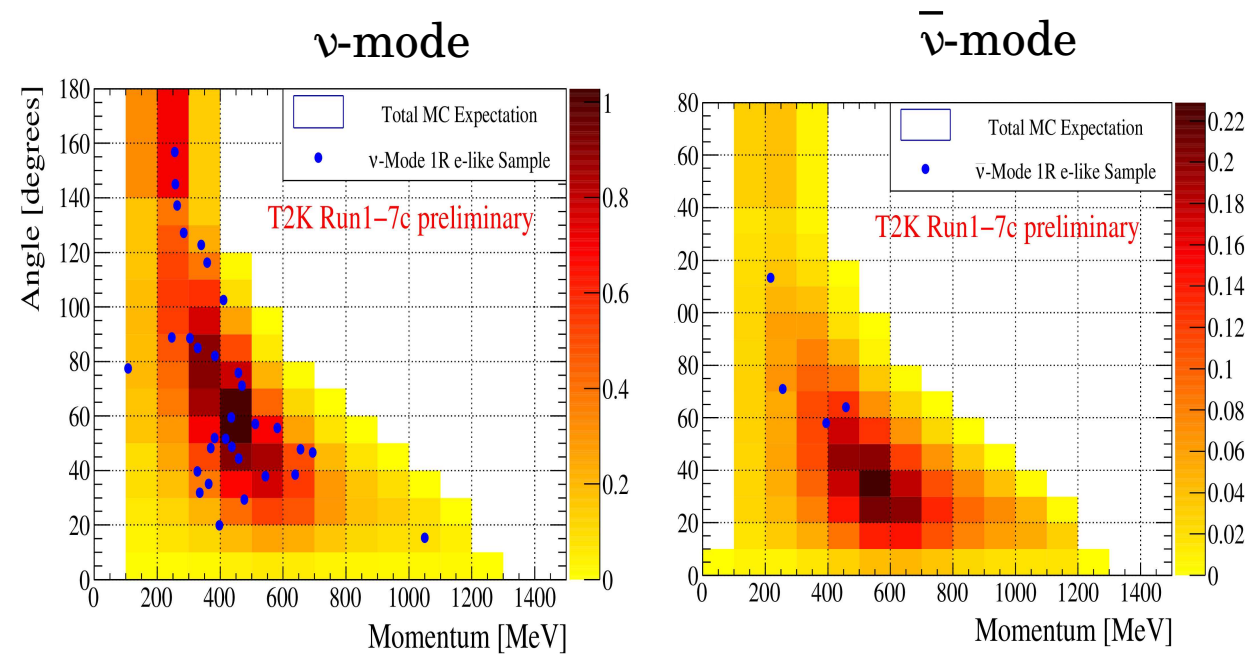 ν-mode
ν̄-mode
Total MC Expectation
ν-Mode 1R e-like Sample
T2K Run1−7c preliminary
Angle [degrees]
180
160
140
120
100
80
60
40
20
0
0 200 400 600 800 1000 1200 1400
Momentum [MeV]
1
0.8
0.6
0.4
0.2
0
Total MC Expectation
ν̄-Mode 1R e-like Sample
T2K Run1−7c preliminary
80
60
40
20
00
80
60
40
20
0
0 200 400 600 800 1000 1200 1400
Momentum [MeV]
0.22
0.2
0.18
0.16
0.14
0.12
0.1
0.08
0.06
0.04
0.02
0